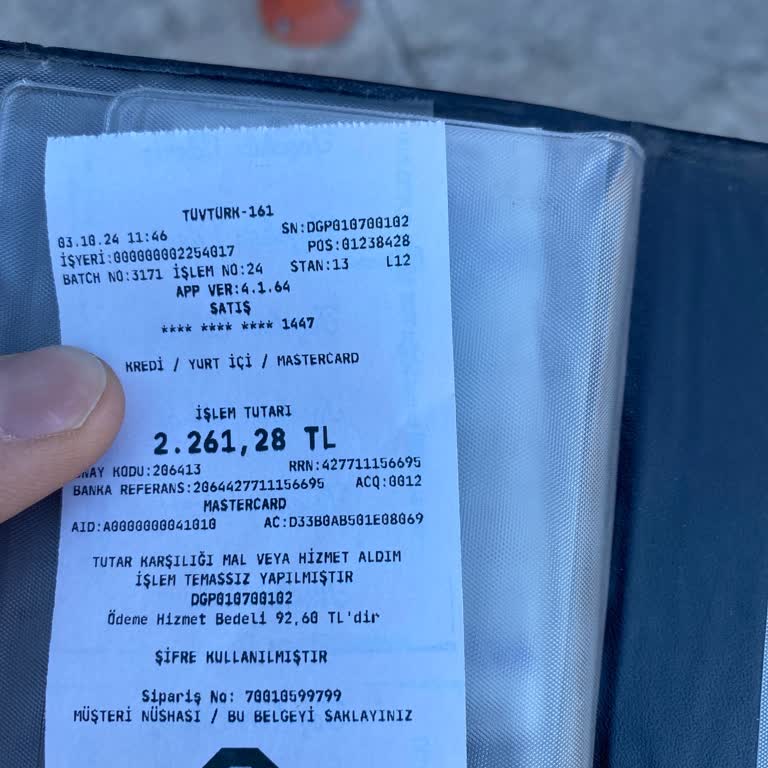 TÜVTÜRK-161
03.10.24 11:46 SN:DGP010700102
İŞYERİ:000000002254017 POS:01238428
BATCH NO:3171 İŞLEM NO:24 STAN:13 L12
APP VER:4.1.64
SATIŞ
**** **** **** 1447
KREDİ / YURT İÇİ / MASTERCARD
İŞLEM TUTARI
2.261,28 TL
NAY KODU:206413 RRN:427711156695
BANKA REFERANS:2064427711156695 ACQ:0012
MASTERCARD
AID:A0000000041010 AC:D33B0AB501E08069
TUTAR KARŞILIĞI MAL VEYA HİZMET ALDIM
İŞLEM TEMASSIZ YAPILMIŞTIR
DGP010700102
Ödeme Hizmet Bedeli 92,60 TL'dir
ŞİFRE KULLANILMIŞTIR
Sipariş No: 70010599799
MÜŞTERİ NÜSHASI / BU BELGEYİ SAKLAYINIZ